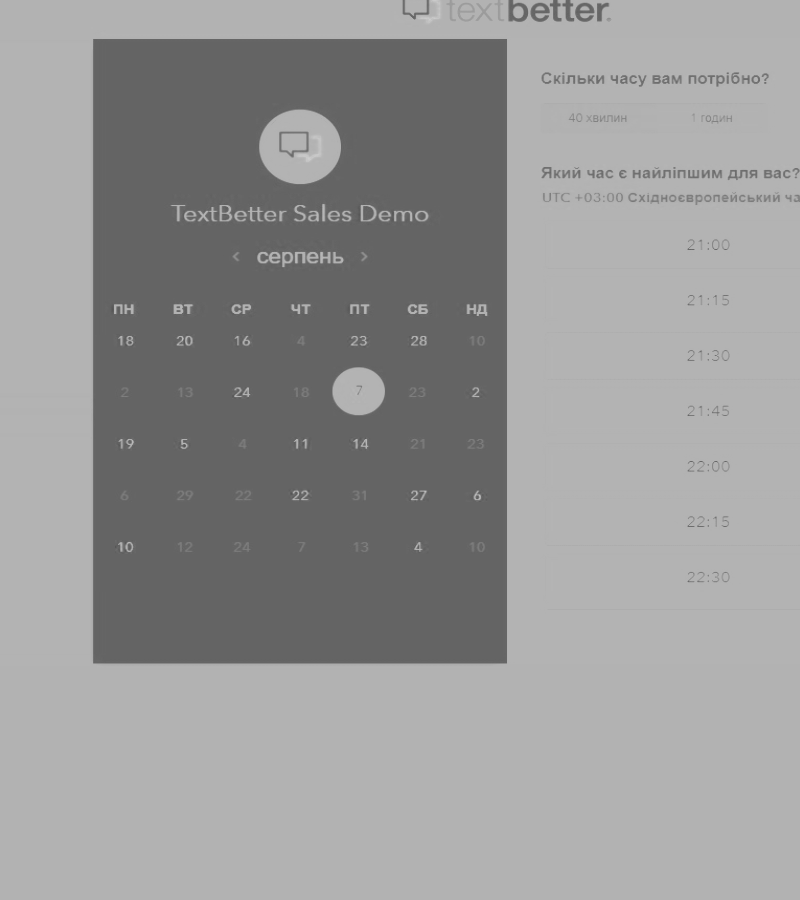 textbetter.
TextBetter Sales Demo
< серпень >
ПН ВТ СР ЧТ ПТ СБ НД
18 20 16 4 23 28 10
2 13 24 18 7 23 2
19 5 4 11 14 21 23
6 29 22 22 31 27 6
10 12 24 7 13 4 10
Скільки часу вам потрібно?
40 хвилин 1 годин
Який час є найліпшим для вас?
UTC +03:00 Східноєвропейський ча
21:00
21:15
21:30
21:45
22:00
22:15
22:30